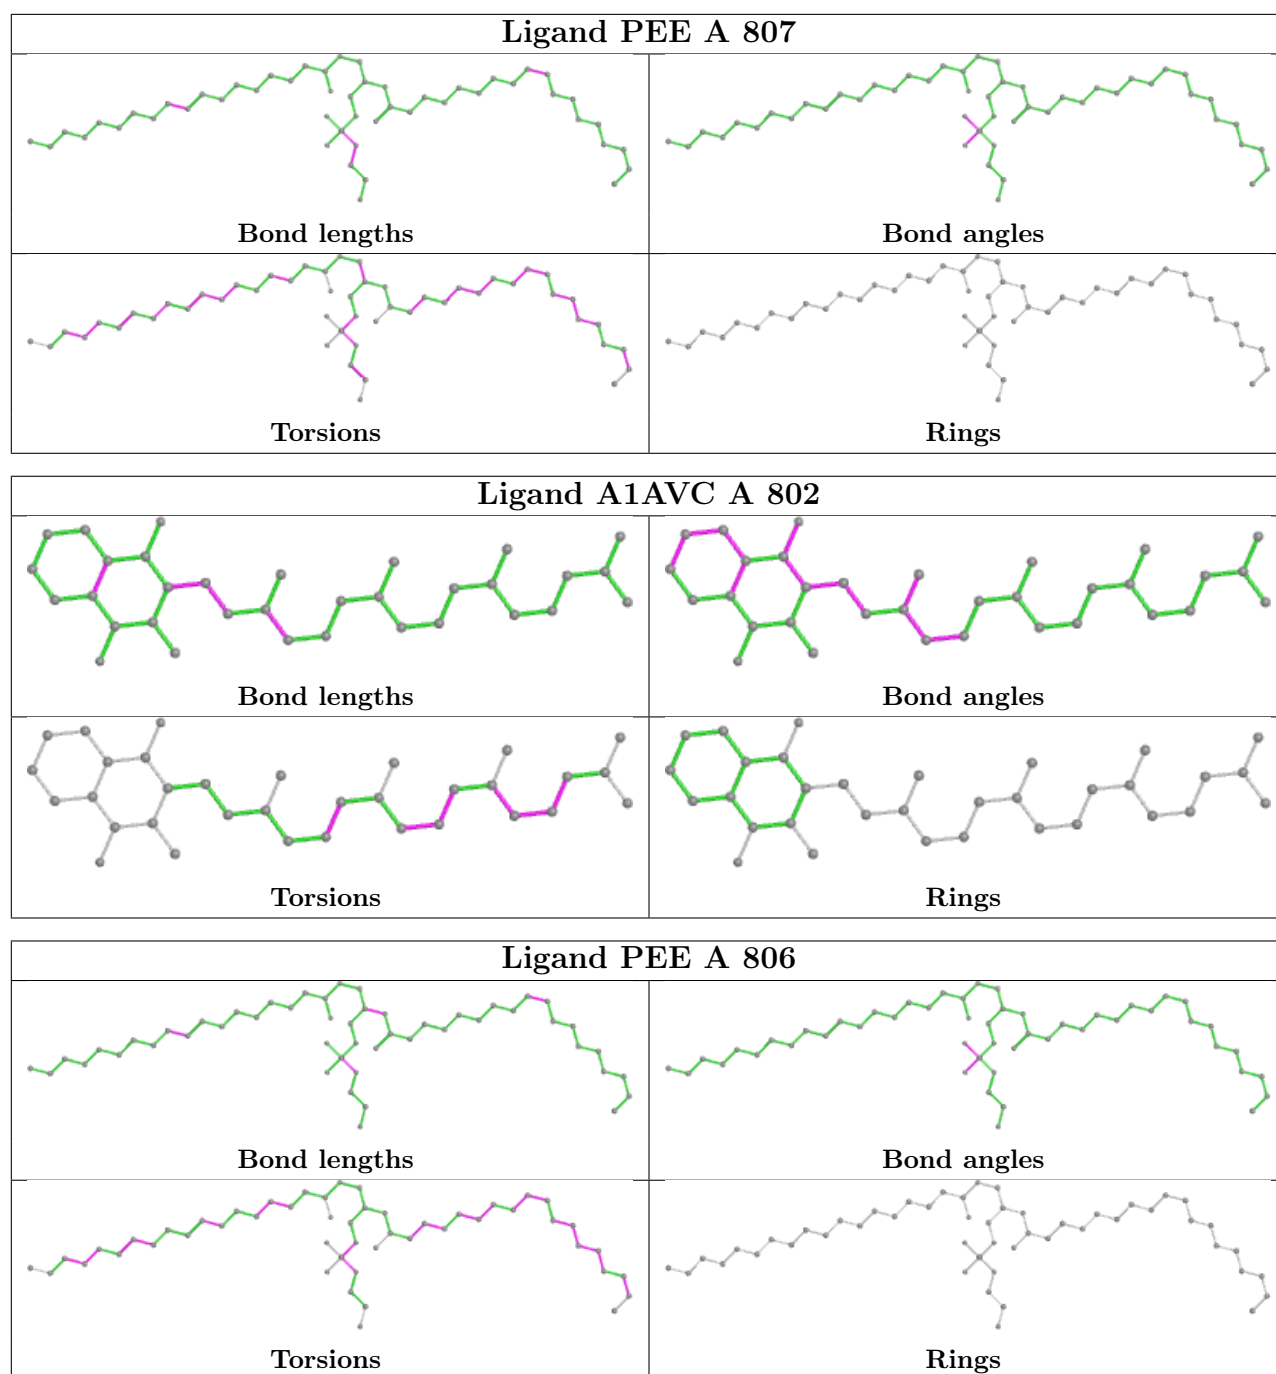 Ligand PEE A 807
Bond lengths
Bond angles
Torsions
Rings
Ligand A1AVC A 802
Bond lengths
Bond angles
Torsions
Rings
Ligand PEE A 806
Bond lengths
Bond angles
Torsions
Rings